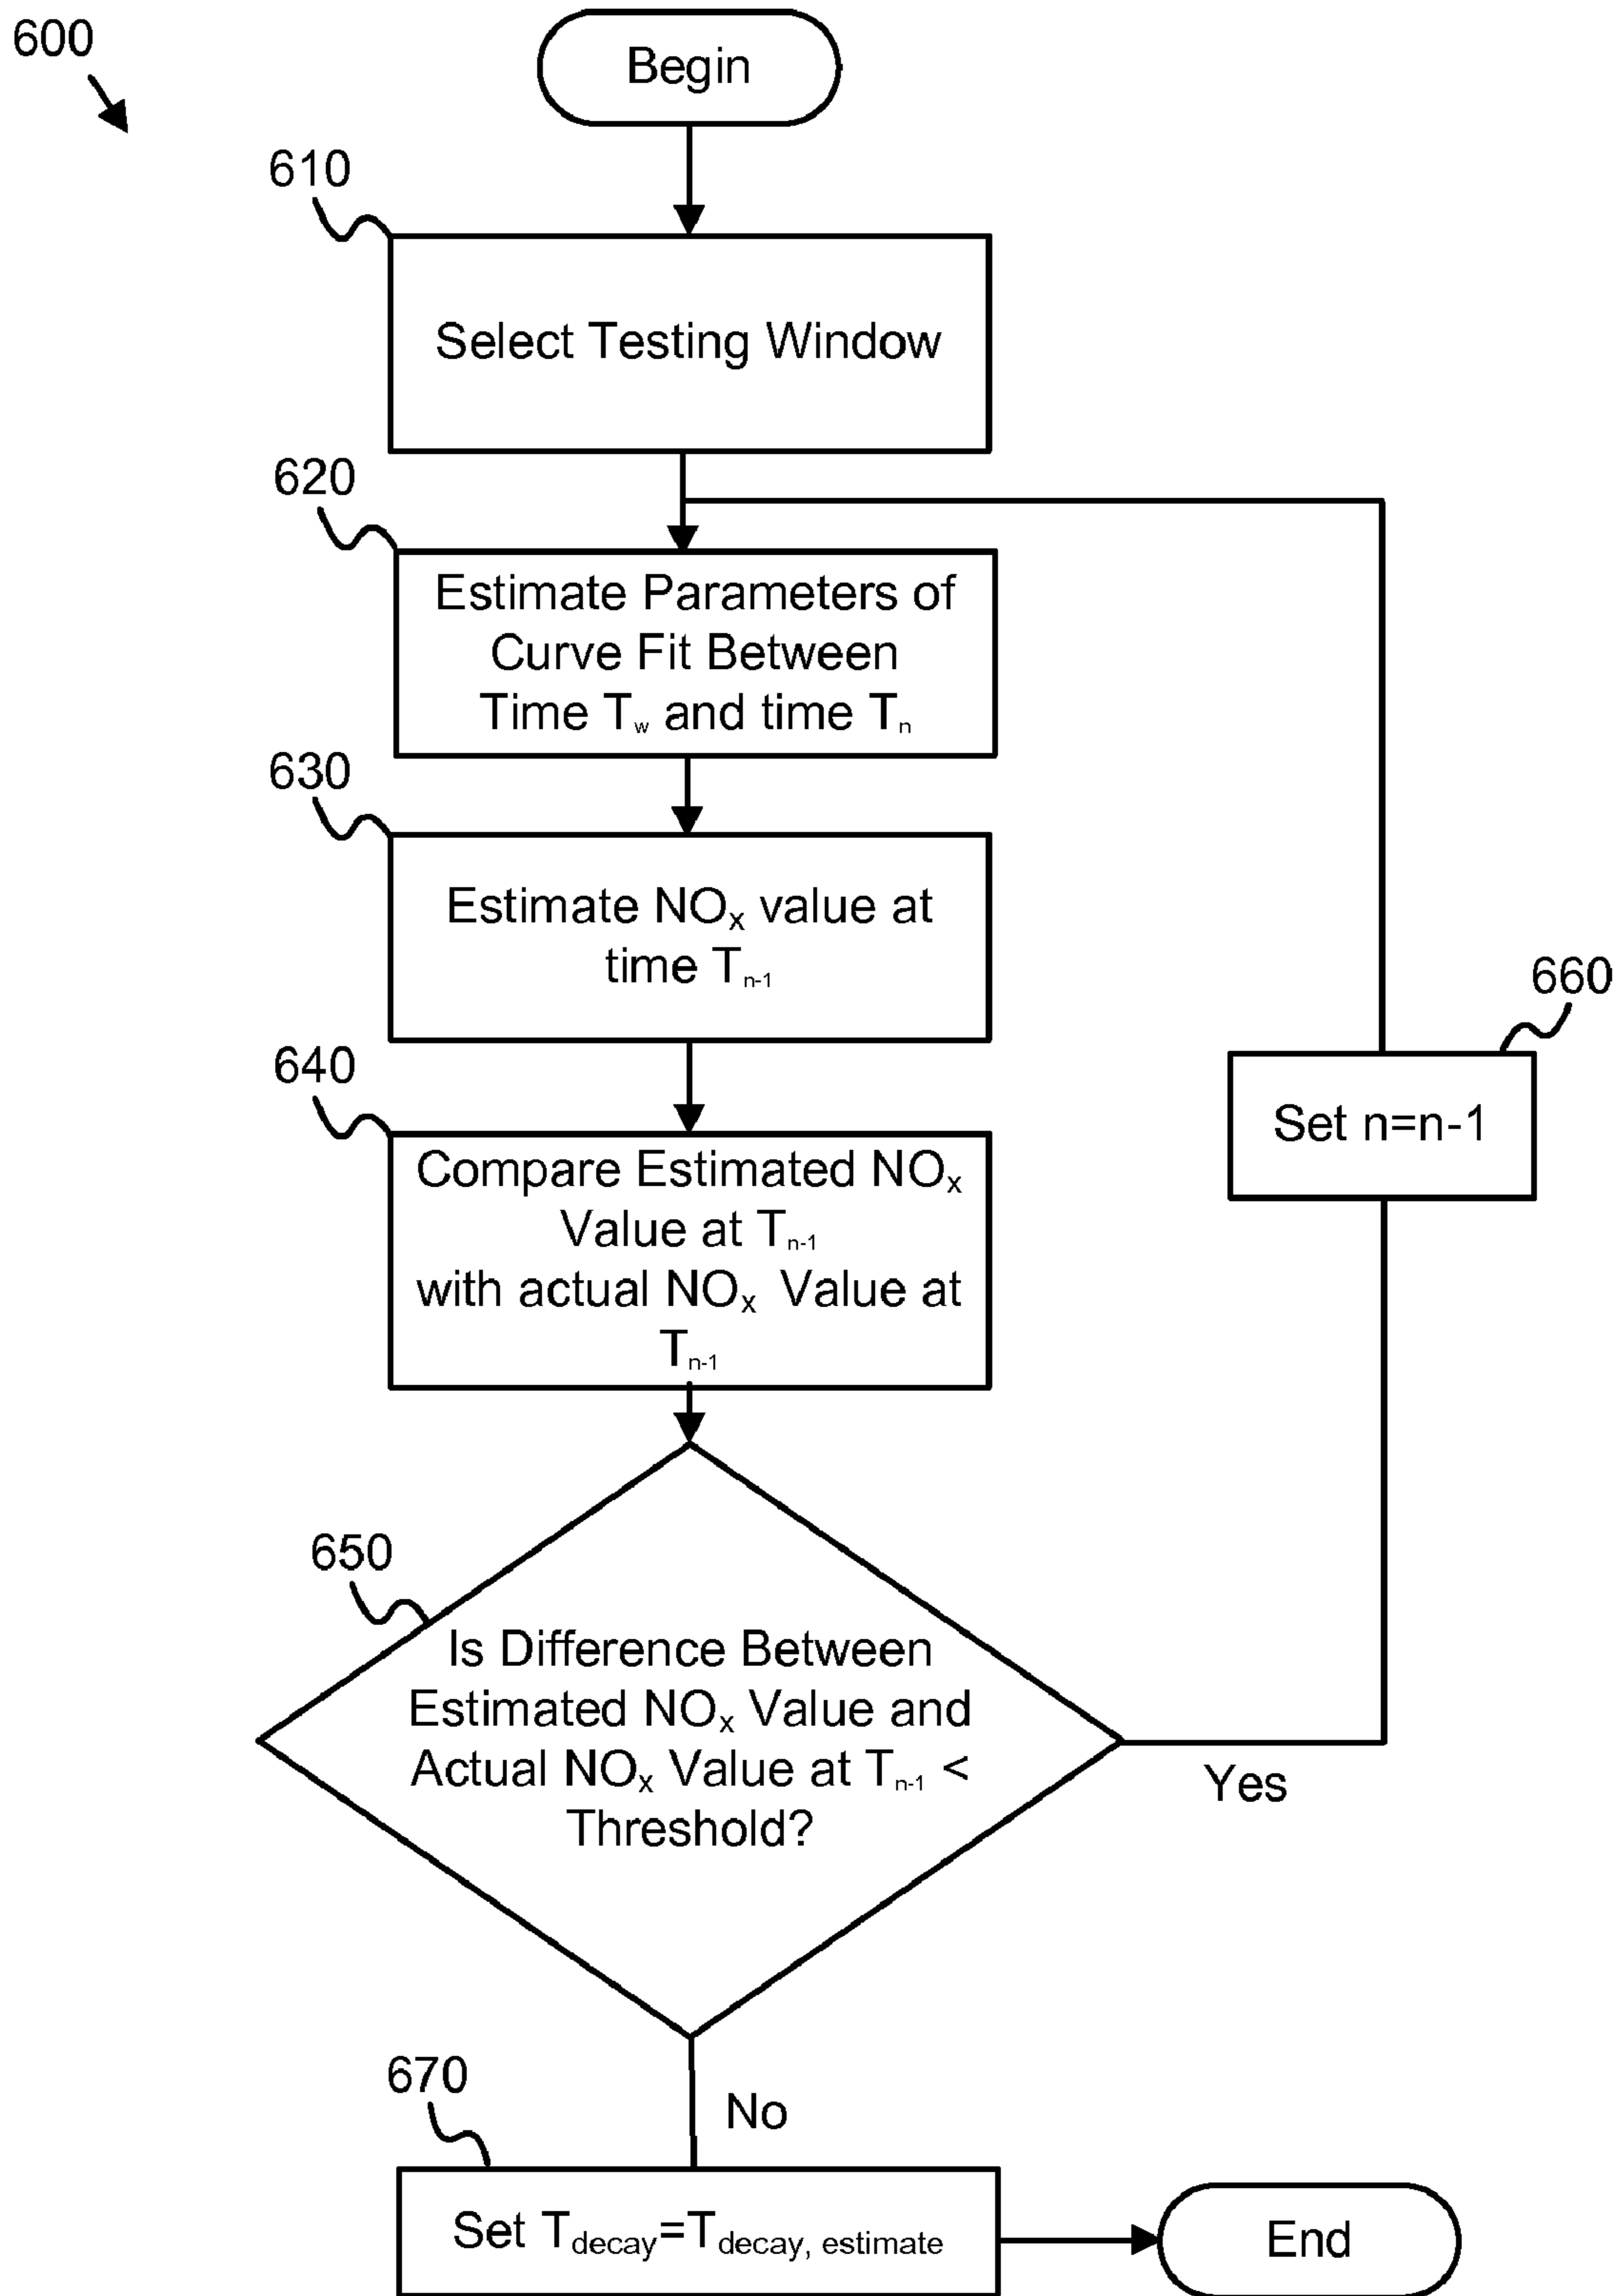 600
Begin
610
Select Testing Window
620
Estimate Parameters of
Curve Fit Between
Time Tw and time Tn
630
Estimate NOx value at
time Tn-1
640
Compare Estimated NOx
Value at Tn-1
with actual NOx Value at
Tn-1
660
Set n=n-1
650
Is Difference Between
Estimated NOx Value and
Actual NOx Value at Tn-1 <
Threshold?
Yes
No
670
Set Tdecay=Tdecay, estimate
End